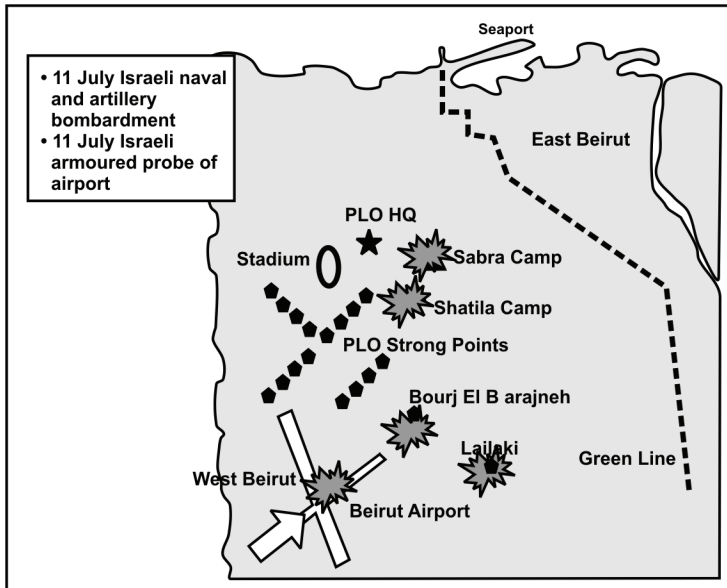 Seaport
• 11 July Israeli naval
and artillery
bombardment
• 11 July Israeli
armoured probe of
airport
East Beirut
PLO HQ
Stadium
Sabra Camp
Shatila Camp
PLO Strong Points
Bourj El B arajneh
Lailaki
Green Line
West Beirut
Beirut Airport